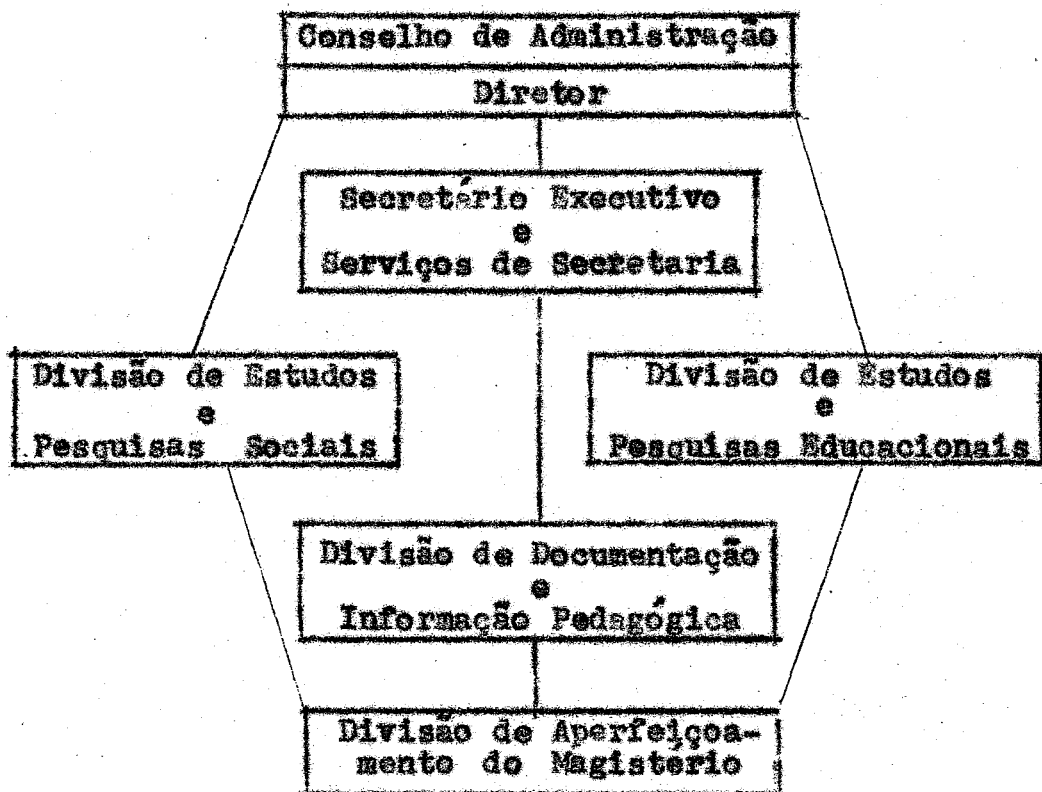 Conselho de Administração
Diretor
Secretário Executivo
e
Serviços de Secretaria
Divisão de Estudos
e
Pesquisas Sociais
Divisão de Estudos
e
Pesquisas Educacionais
Divisão de Documentação
e
Informação Pedagógica
Divisão de Aperfeiçoa-
mento do Magistério